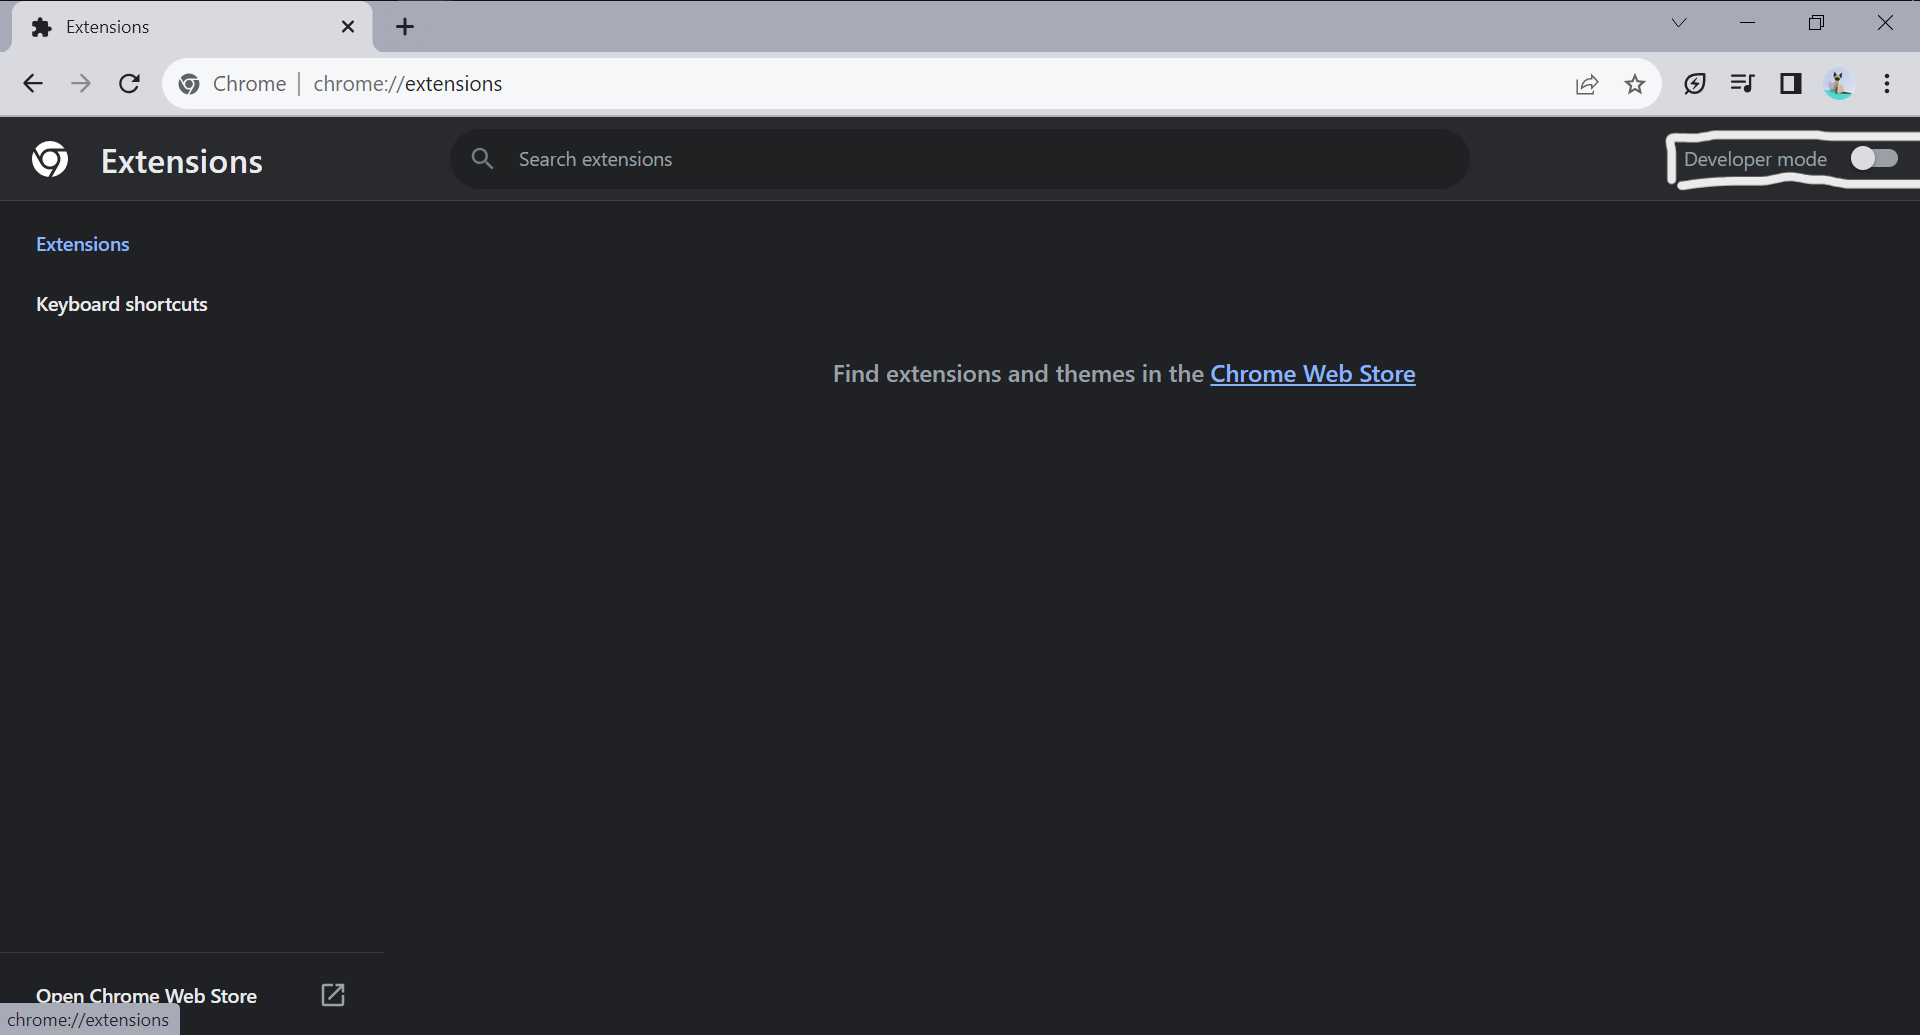 Extensions
Chrome | chrome://extensions
Extensions
Search extensions
Developer mode
Extensions
Keyboard shortcuts
Find extensions and themes in the Chrome Web Store
Open Chrome Web Store
chrome://extensions